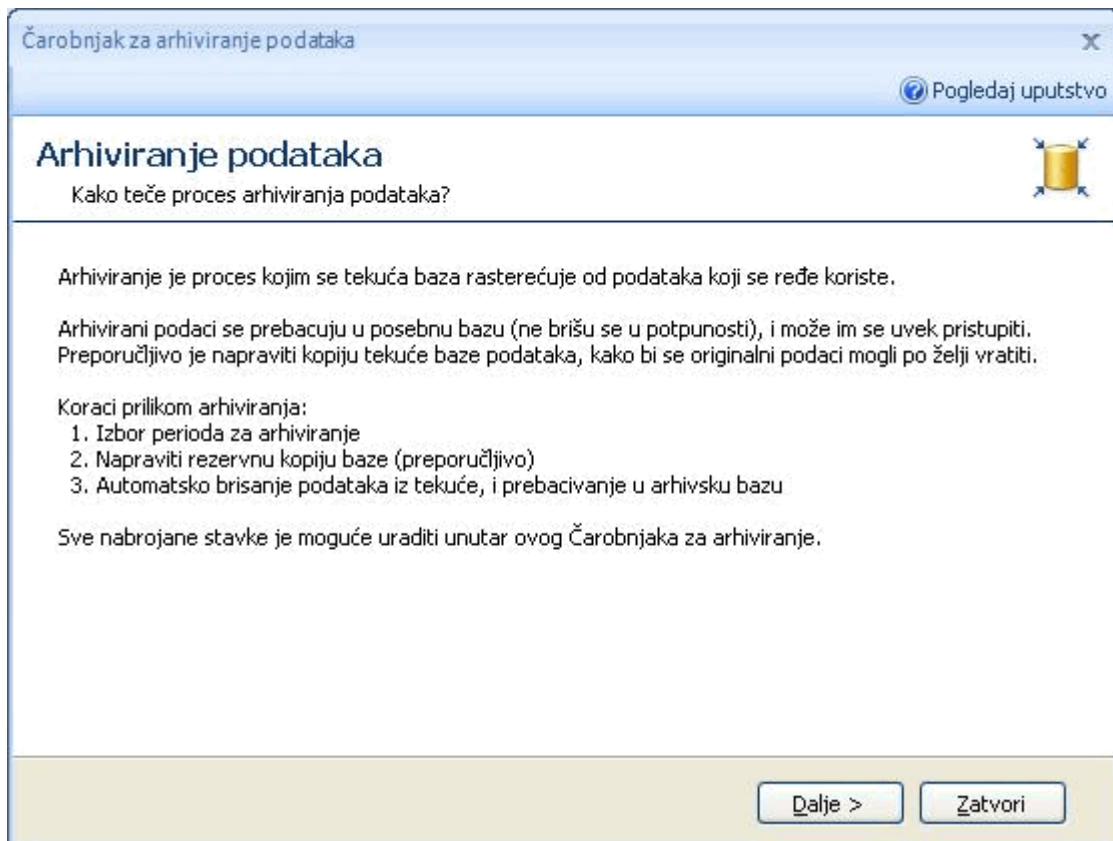 Čarobnjak za arhiviranje podataka
Pogledaj uputstvo
Arhiviranje podataka
Kako teče proces arhiviranja podataka?
Arhiviranje je proces kojim se tekuća baza rasterećuje od podataka koji se ređe koriste.
Arhivirani podaci se prebacuju u posebnu bazu (ne brišu se u potpunosti), i može im se uvek pristupiti.
Preporučljivo je napraviti kopiju tekuće baze podataka, kako bi se originalni podaci mogli po želji vratiti.
Koraci prilikom arhiviranja:
1. Izbor perioda za arhiviranje
2. Napraviti rezervnu kopiju baze (preporučljivo)
3. Automatsko brisanje podataka iz tekuće, i prebacivanje u arhivsku bazu
Sve nabrojane stavke je moguće uraditi unutar ovog Čarobnjaka za arhiviranje.
Dalje >
Zatvori